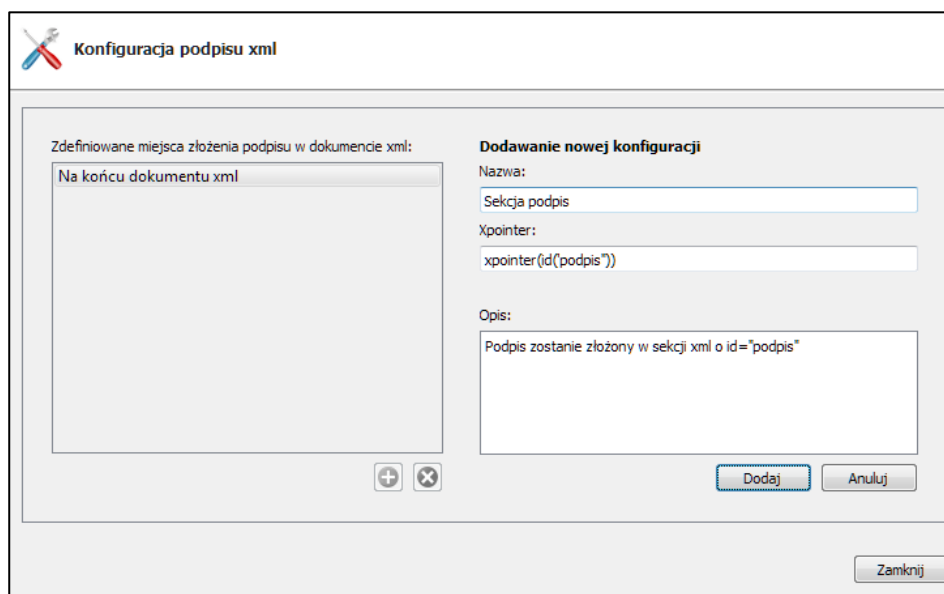 Konfiguracja podpisu xml
Zdefiniowane miejsca złożenia podpisu w dokumencie xml:
Na końcu dokumentu xml
Dodawanie nowej konfiguracji
Nazwa:
Sekcja podpis
Xpointer:
xpointer(id('podpis"))
Opis:
Podpis zostanie złożony w sekcji xml o id="podpis"
Dodaj
Anuluj
Zamknij